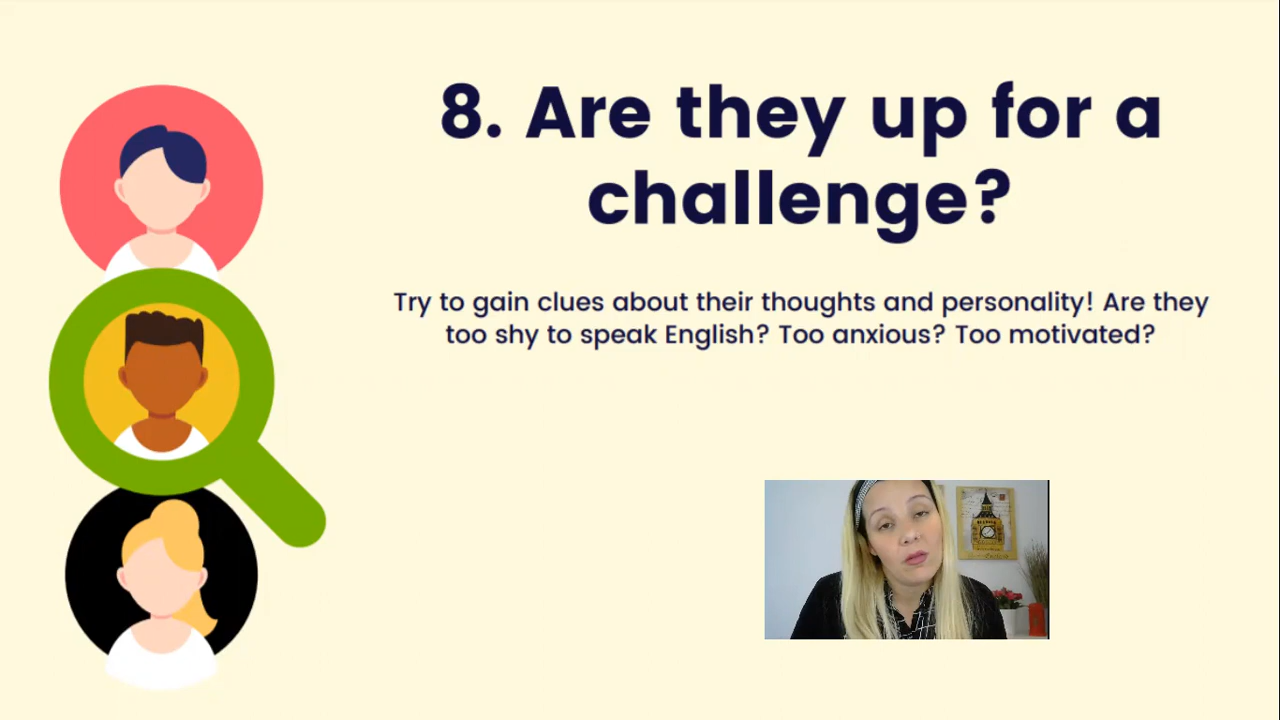 8. Are they up for a
challenge?
Try to gain clues about their thoughts and personality! Are they
too shy to speak English? Too anxious? Too motivated?